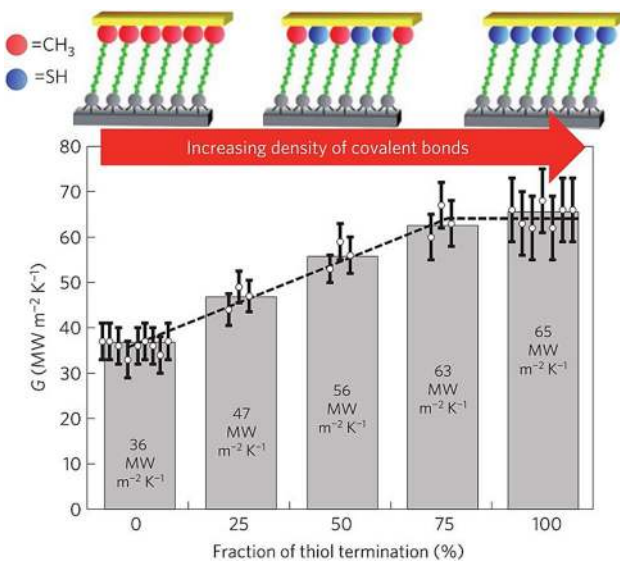 =CH₃
=SH
Increasing density of covalent bonds
80
70
60
50
40
30
20
10
0
G (MW m⁻² K⁻¹)
36
MW
m⁻² K⁻¹
47
MW
m⁻² K⁻¹
56
MW
m⁻² K⁻¹
63
MW
m⁻² K⁻¹
65
MW
m⁻² K⁻¹
0 25 50 75 100
Fraction of thiol termination (%)